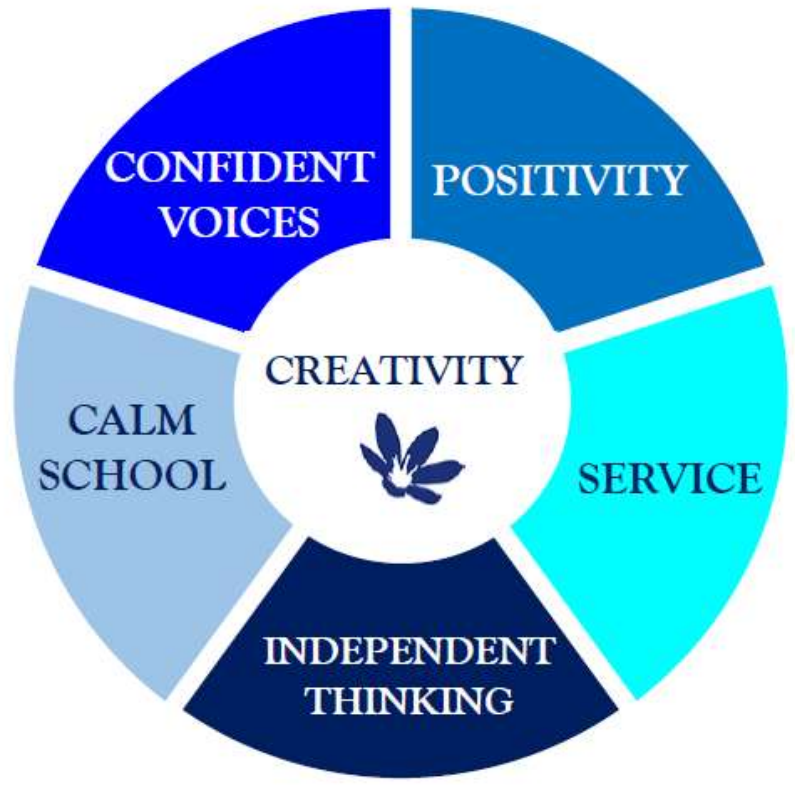 CONFIDENT
VOICES
POSITIVITY
CREATIVITY
CALM
SCHOOL
SERVICE
INDEPENDENT
THINKING